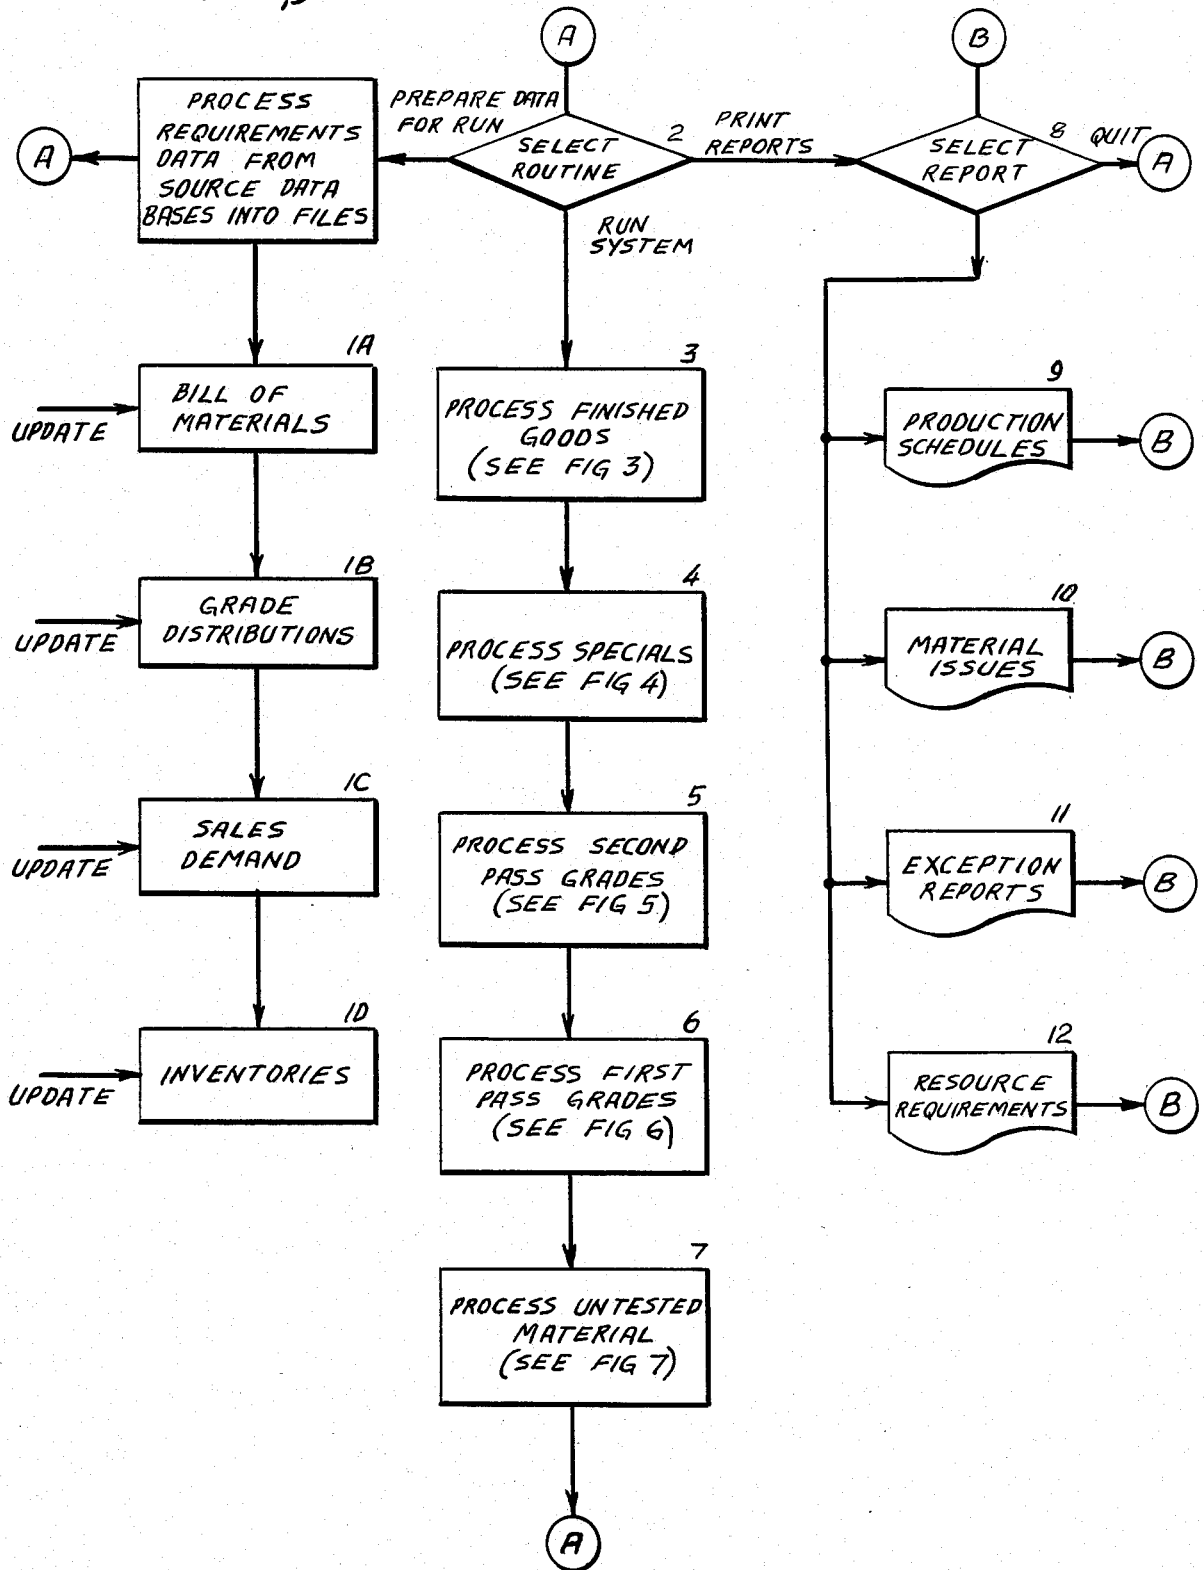 A
B
PROCESS
REQUIREMENTS
DATA FROM
SOURCE DATA
BASES INTO FILES
A
PREPARE DATA
FOR RUN
SELECT
ROUTINE
2
PRINT
REPORTS
RUN
SYSTEM
SELECT
REPORT
8
QUIT
A
1A
BILL OF
MATERIALS
UPDATE
1B
GRADE
DISTRIBUTIONS
UPDATE
1C
SALES
DEMAND
UPDATE
1D
INVENTORIES
UPDATE
3
PROCESS FINISHED
GOODS
(SEE FIG 3)
4
PROCESS SPECIALS
(SEE FIG 4)
5
PROCESS SECOND
PASS GRADES
(SEE FIG 5)
6
PROCESS FIRST
PASS GRADES
(SEE FIG 6)
7
PROCESS UNTESTED
MATERIAL
(SEE FIG 7)
A
9
PRODUCTION
SCHEDULES
B
10
MATERIAL
ISSUES
B
11
EXCEPTION
REPORTS
B
12
RESOURCE
REQUIREMENTS
B